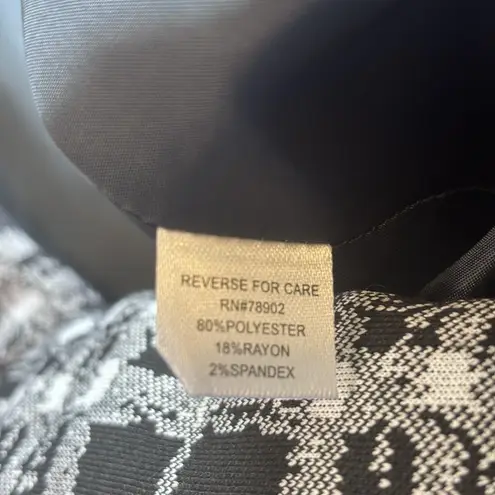 REVERSE FOR CARE
RN#78902
80%POLYESTER
18%RAYON
2%SPANDEX